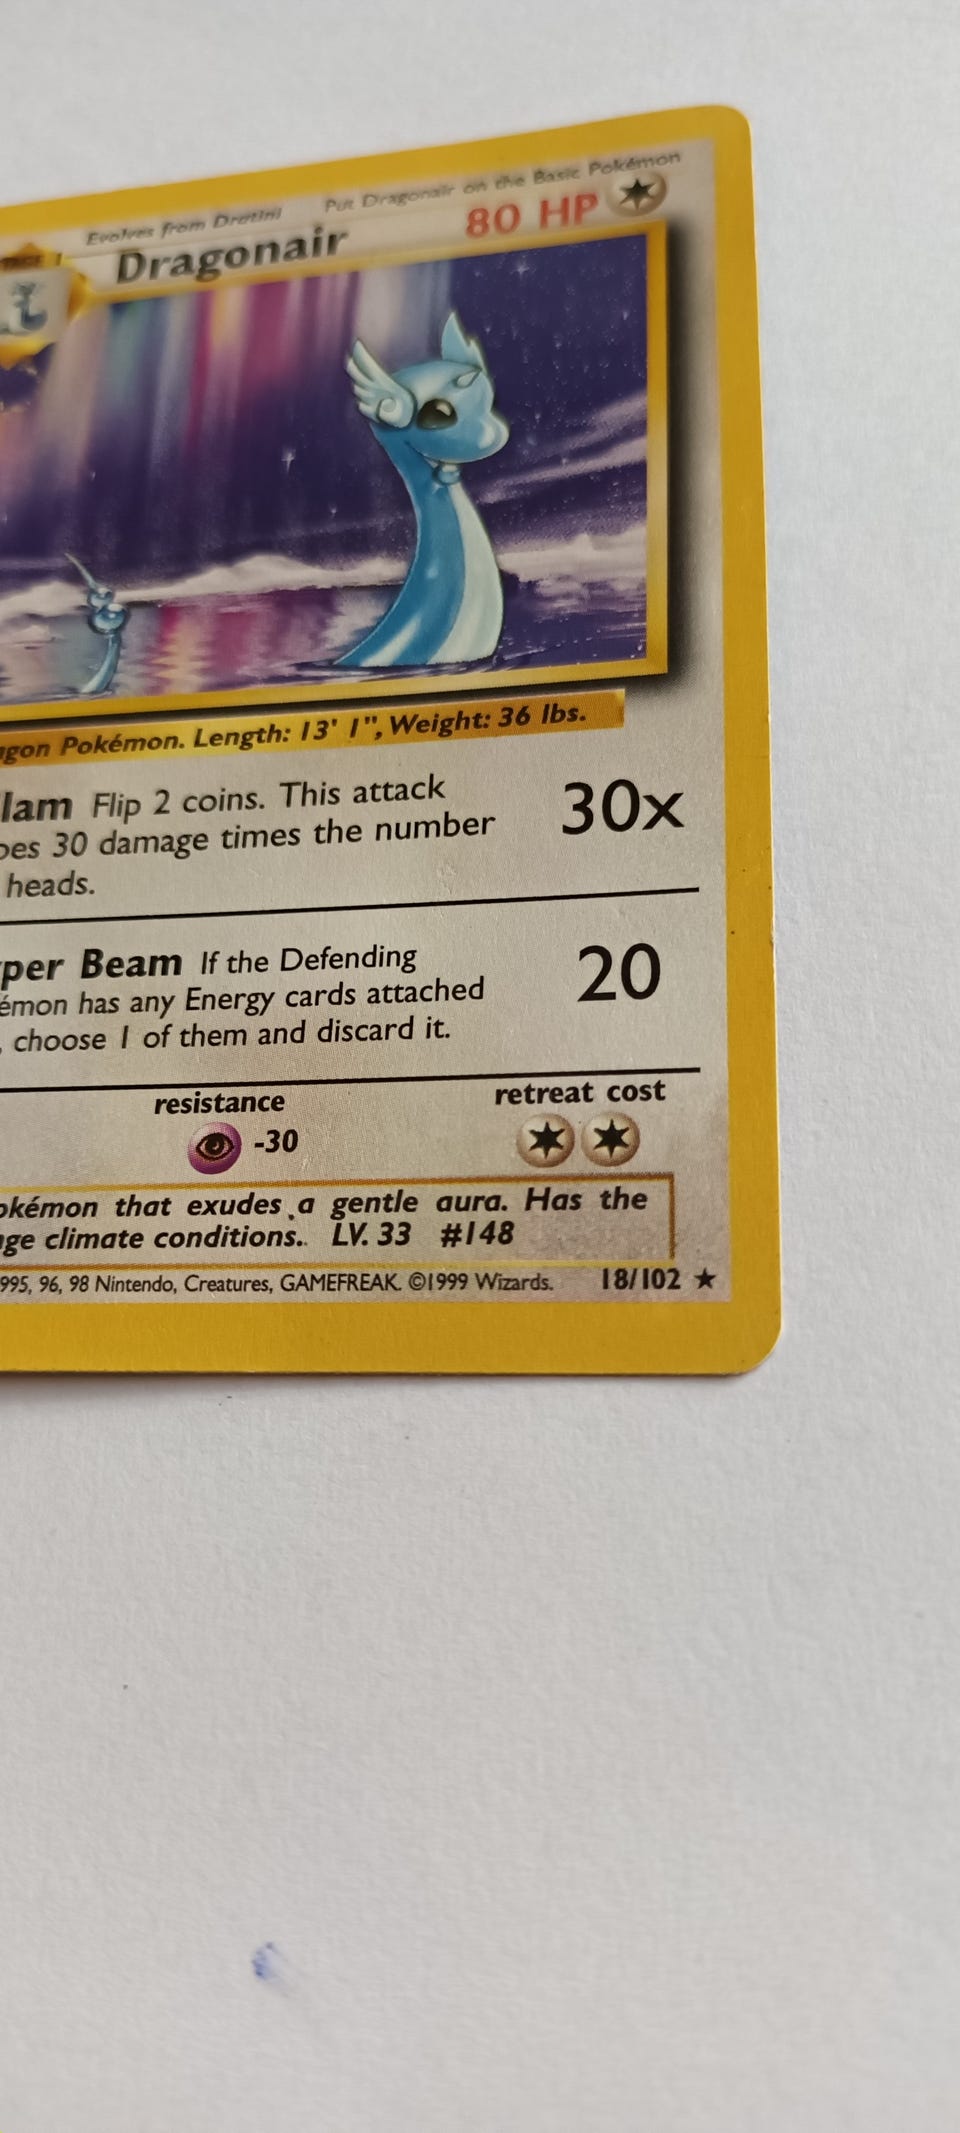 Evolves from Dratini Put Dragonair on the Basic Pokémon
STAGE 1
Dragonair 80 HP
agon Pokémon. Length: 13' 1", Weight: 36 lbs.
lam Flip 2 coins. This attack 30x
oes 30 damage times the number
heads.
per Beam If the Defending 20
émon has any Energy cards attached
, choose 1 of them and discard it.
resistance retreat cost
-30
okémon that exudes a gentle aura. Has the
ge climate conditions. LV. 33 #148
995, 96, 98 Nintendo, Creatures, GAMEFREAK. ©1999 Wizards. 18/102 ★